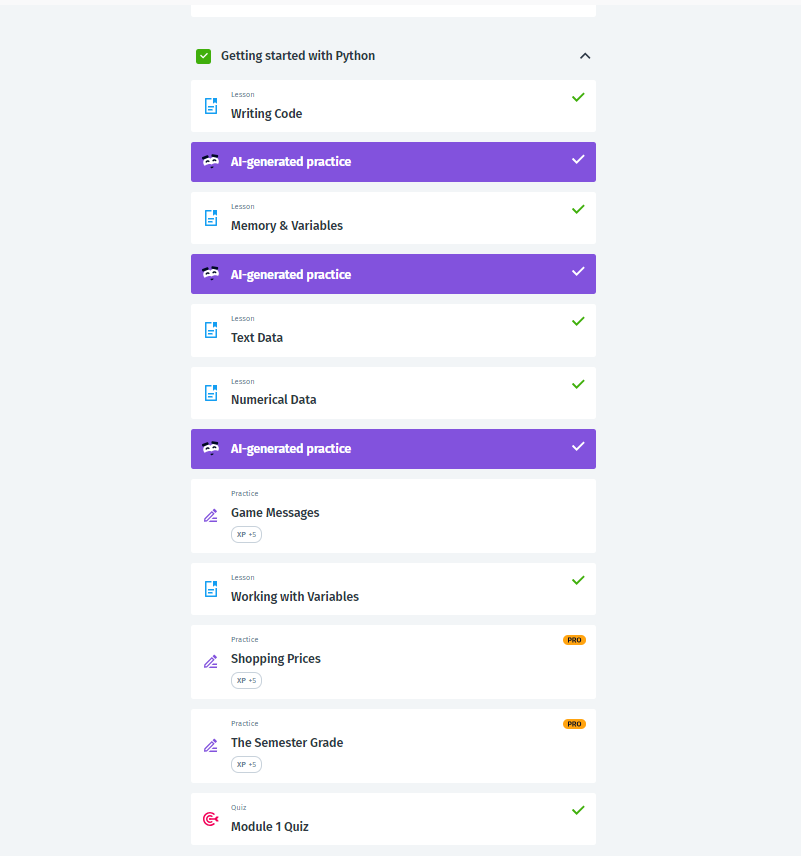 Getting started with Python
Lesson
Writing Code
AI-generated practice
Lesson
Memory & Variables
AI-generated practice
Lesson
Text Data
Lesson
Numerical Data
AI-generated practice
Practice
Game Messages
XP +5
Lesson
Working with Variables
Practice
PRO
Shopping Prices
XP +5
Practice
PRO
The Semester Grade
XP +5
Quiz
Module 1 Quiz